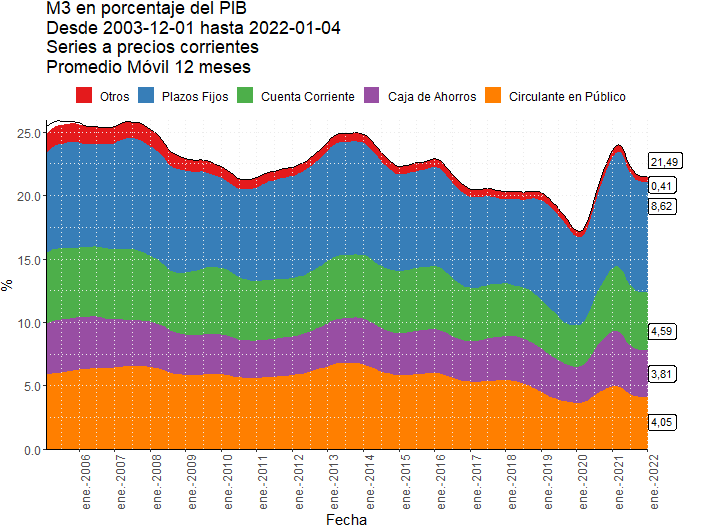 M3 en porcentaje del PIB
Desde 2003-12-01 hasta 2022-01-04
Series a precios corrientes
Promedio Móvil 12 meses
Otros Plazos Fijos Cuenta Corriente Caja de Ahorros Circulante en Público
25.0
20.0
15.0
10.0
5.0
0.0
%
21,49
0,41
8,62
4,59
3,81
4,05
ene.-2006 ene.-2007 ene.-2008 ene.-2009 ene.-2010 ene.-2011 ene.-2012 ene.-2013 ene.-2014 ene.-2015 ene.-2016 ene.-2017 ene.-2018 ene.-2019 ene.-2020 ene.-2021 ene.-2022
Fecha